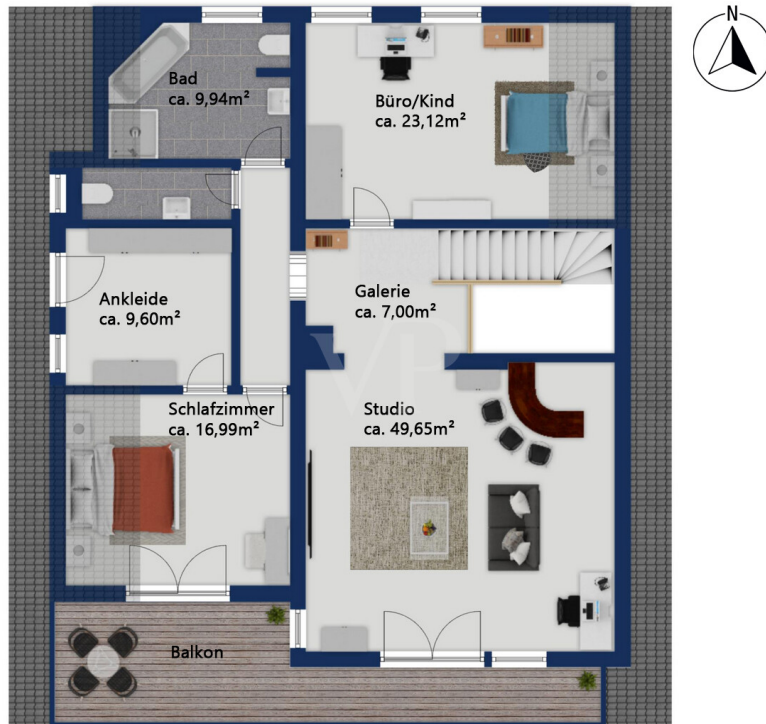 N
Bad
ca. 9,94m²
Büro/Kind
ca. 23,12m²
Ankleide
ca. 9,60m²
Galerie
ca. 7,00m²
VP
Schlafzimmer
ca. 16,99m²
Studio
ca. 49,65m²
Balkon